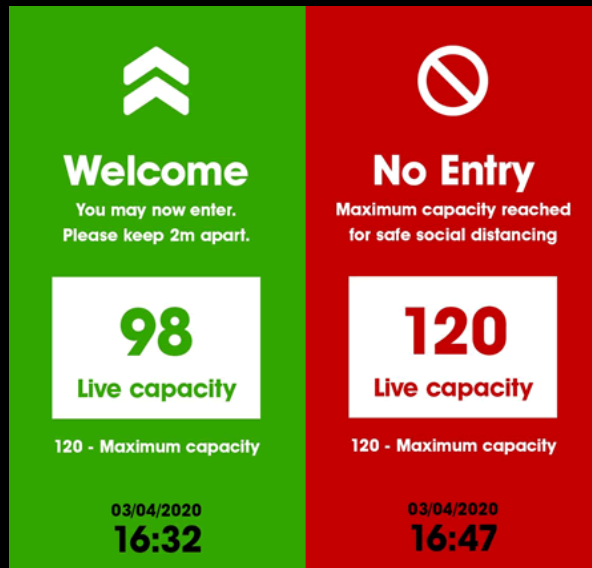 Welcome
You may now enter.
Please keep 2m apart.
98
Live capacity
120 - Maximum capacity
03/04/2020
16:32
No Entry
Maximum capacity reached
for safe social distancing
120
Live capacity
120 - Maximum capacity
03/04/2020
16:47